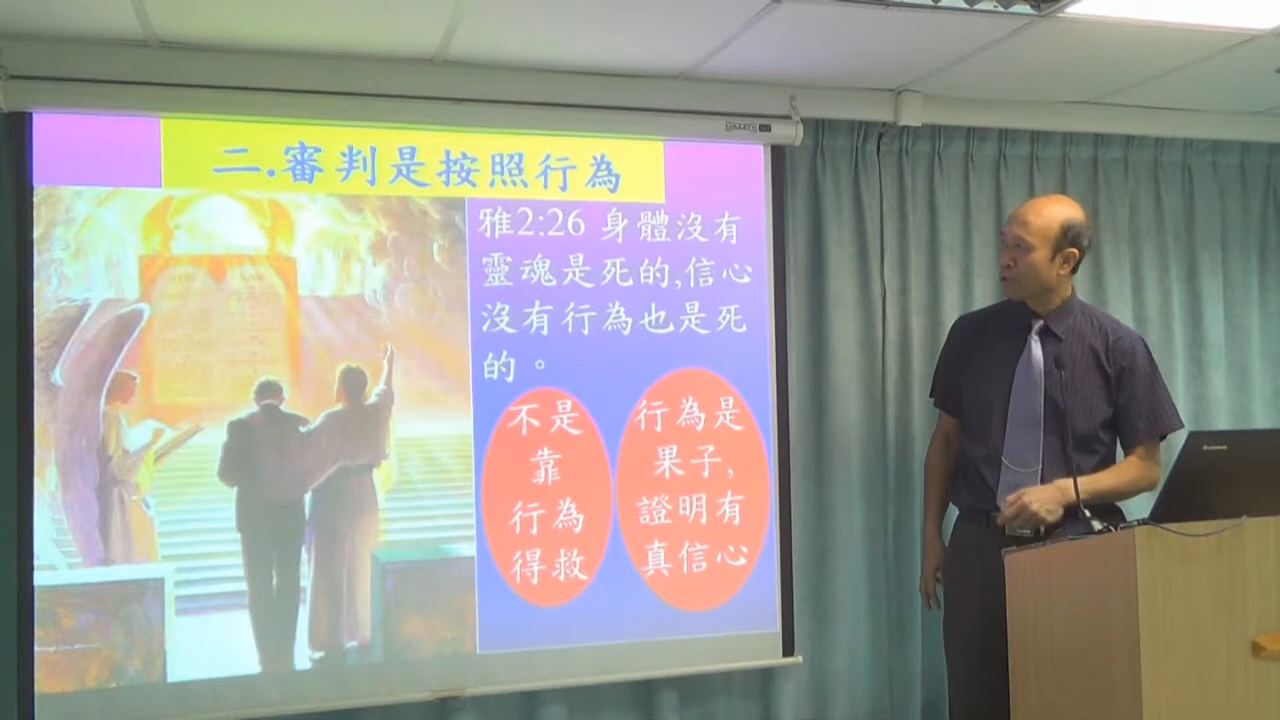 二.審判是按照行為
雅2:26 身體沒有
靈魂是死的,信心
沒有行為也是死
的。
不是
靠
行為
得救
行為是
果子,
證明有
真信心